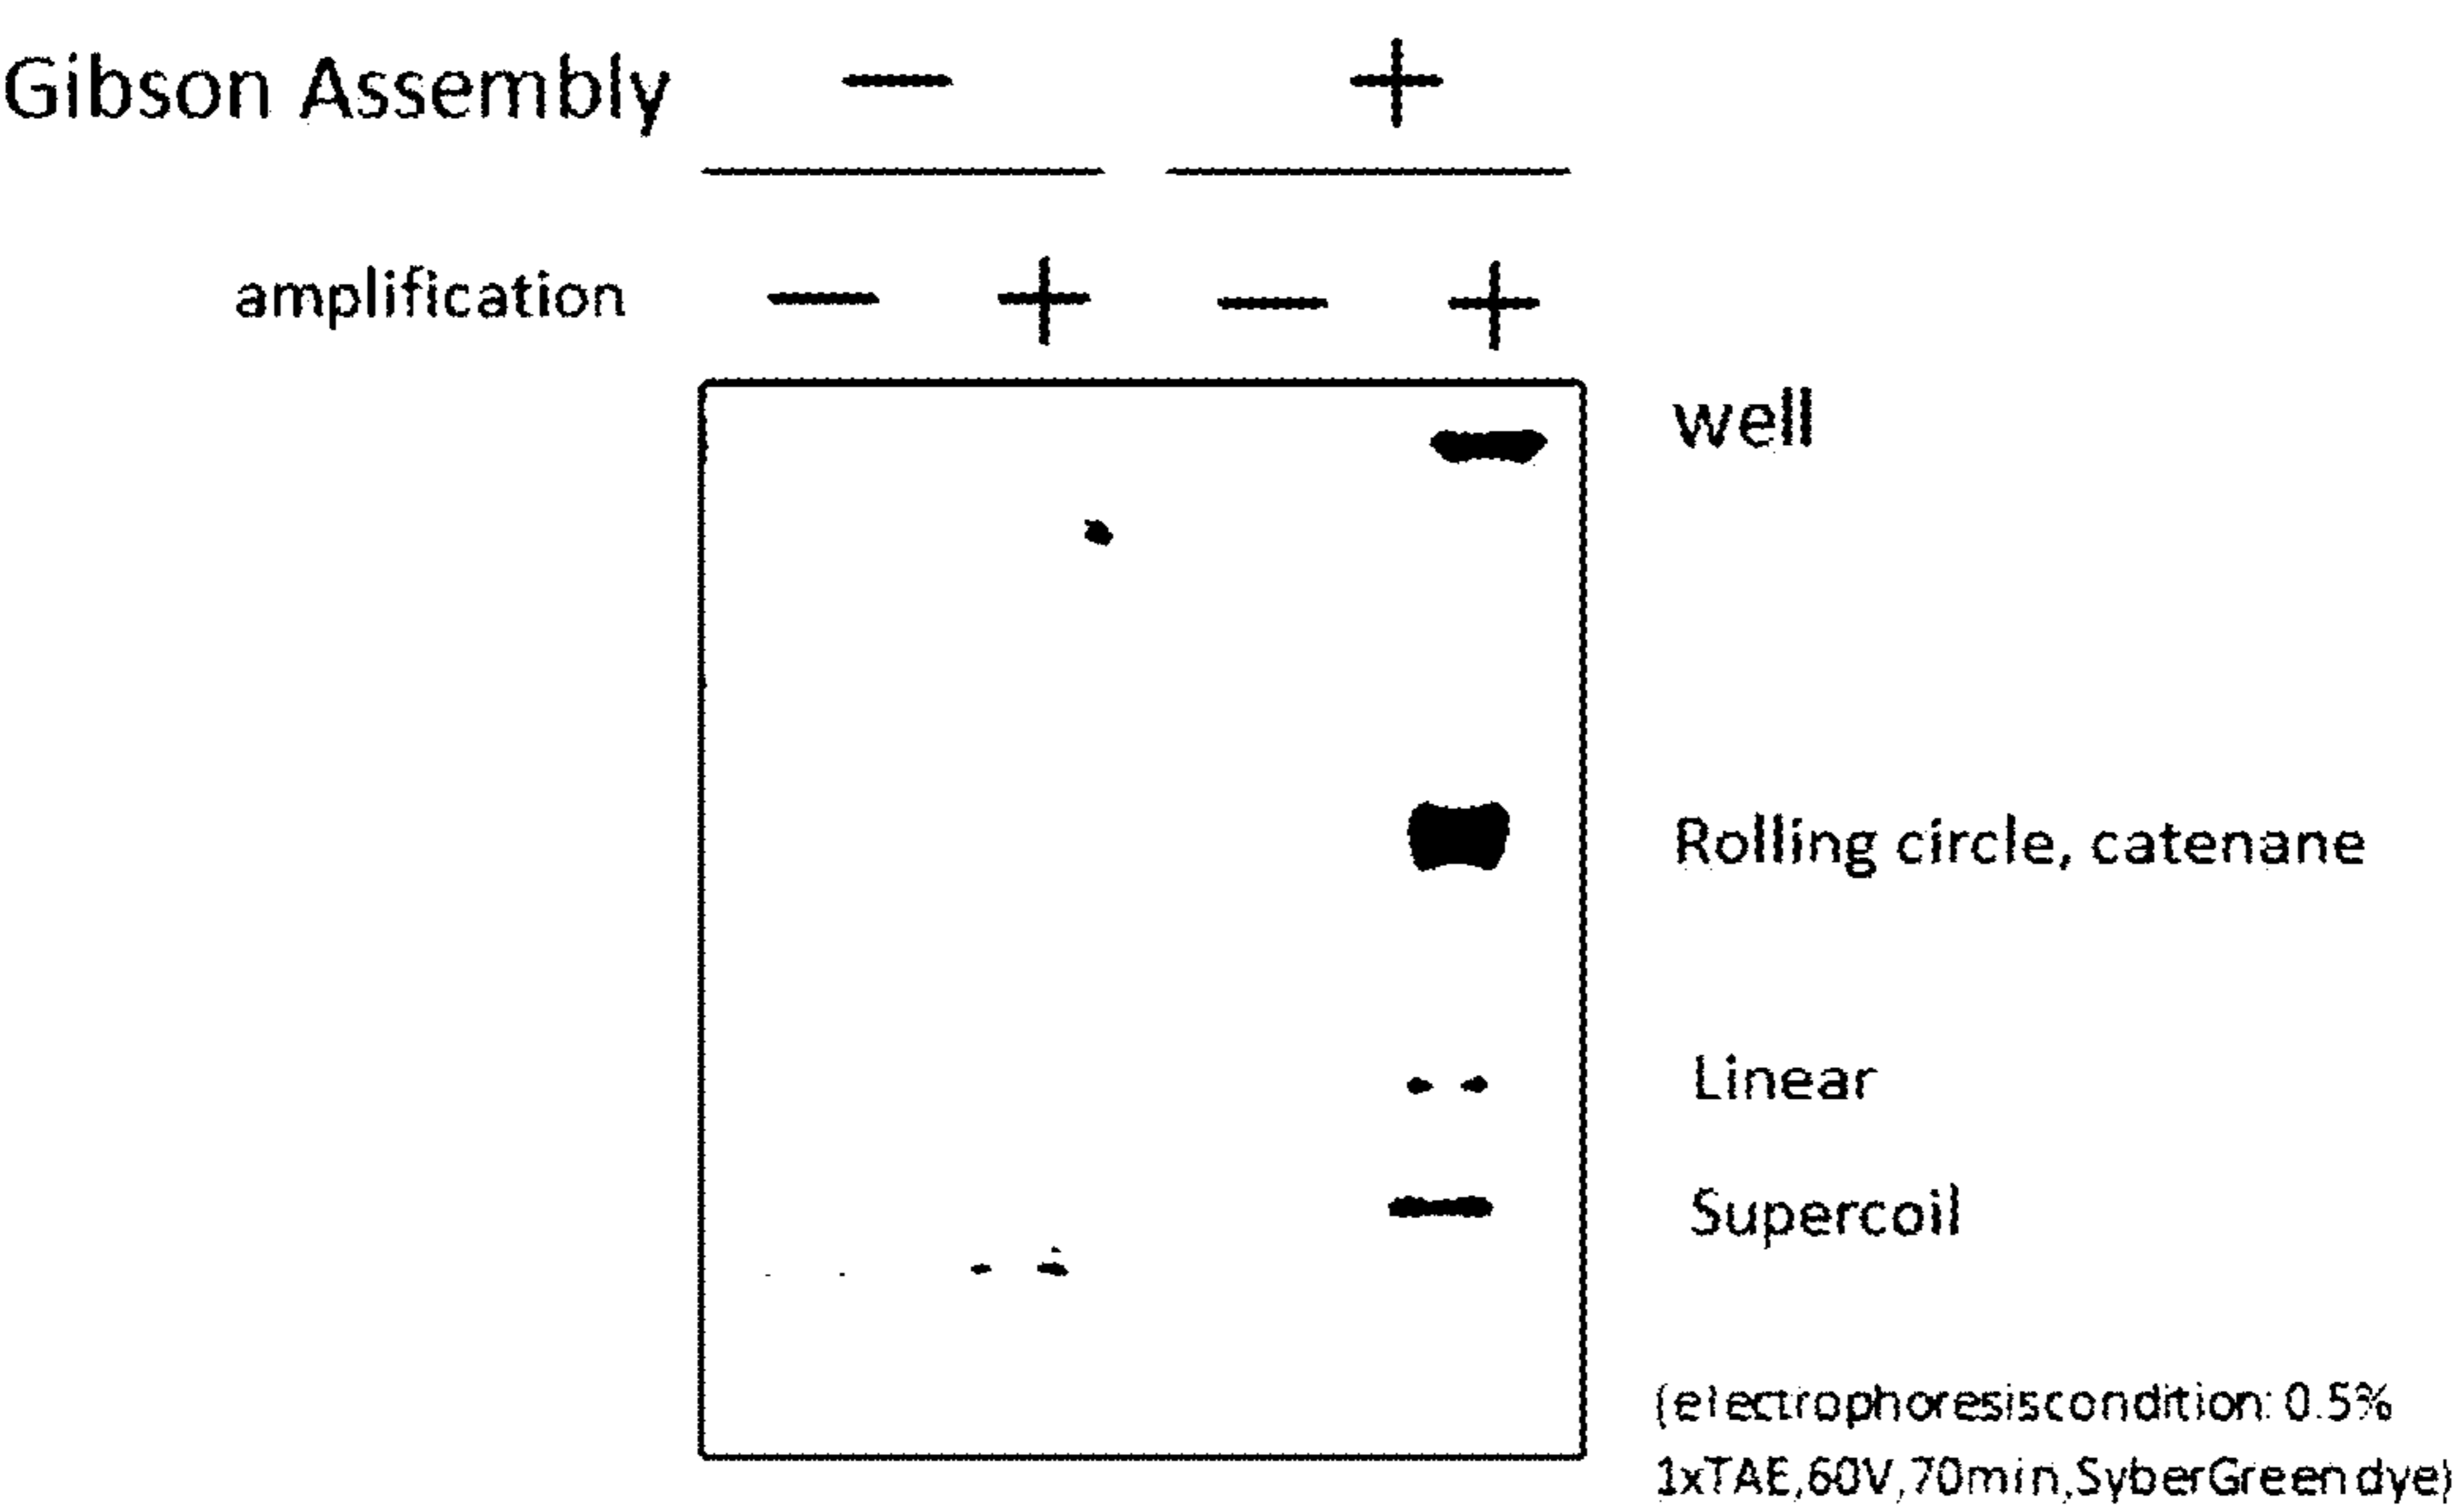 Gibson Assembly — +
amplification — + — +
well
Rolling circle, catenane
Linear
Supercoil
(electrophoresiscondition: 0.5%
1xTAE,60V,70min,SyberGreen dye)